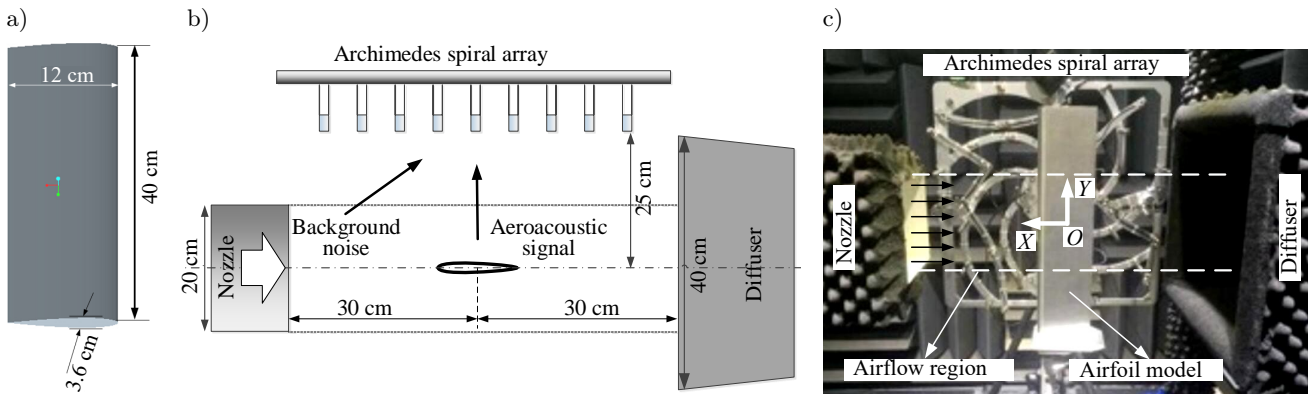 a)
12 cm
40 cm
3.6 cm
b)
Archimedes spiral array
Background
noise
Aeroacoustic
signal
25 cm
20 cm
Nozzle
40 cm
Diffuser
30 cm
30 cm
c)
Archimedes spiral array
Nozzle
Y
X
O
Diffuser
Airflow region
Airfoil model